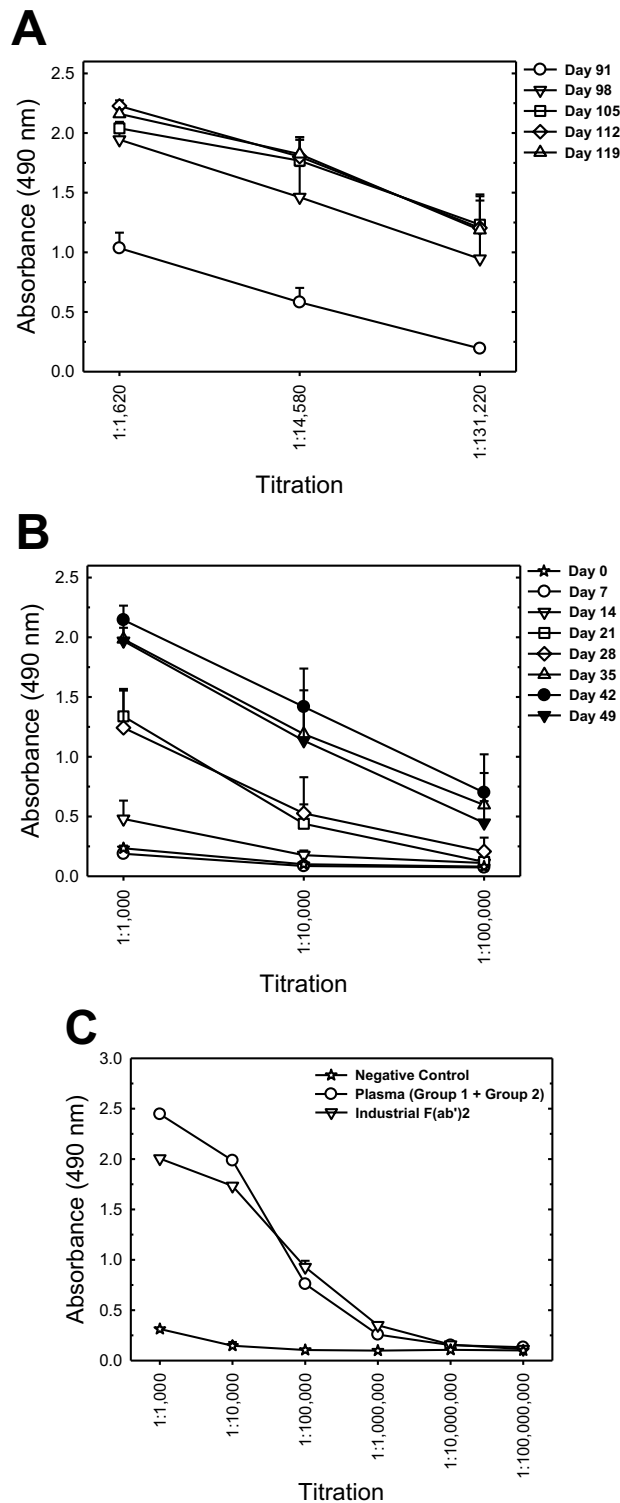 A
2.5
2.0
1.5
1.0
0.5
0.0
Absorbance (490 nm)
1:1,620
1:14,580
1:131,220
Titration
Day 91
Day 98
Day 105
Day 112
Day 119
B
2.5
2.0
1.5
1.0
0.5
0.0
Absorbance (490 nm)
1:1,000
1:10,000
1:100,000
Titration
Day 0
Day 7
Day 14
Day 21
Day 28
Day 35
Day 42
Day 49
C
3.0
2.5
2.0
1.5
1.0
0.5
0.0
Absorbance (490 nm)
Negative Control
Plasma (Group 1 + Group 2)
Industrial F(ab')2
1:1,000
1:10,000
1:100,000
1:1,000,000
1:10,000,000
1:100,000,000
Titration